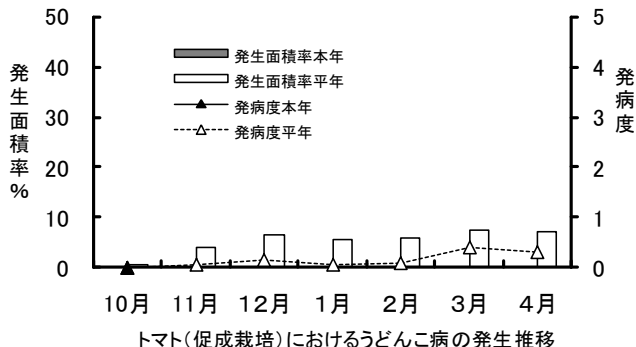 50
40
30
20
10
0
発生面積率%
発生面積率本年
発生面積率平年
発病度本年
発病度平年
5
4
3
2
1
0
発病度
10月 11月 12月 1月 2月 3月 4月
トマト(促成栽培)におけるうどんこ病の発生推移